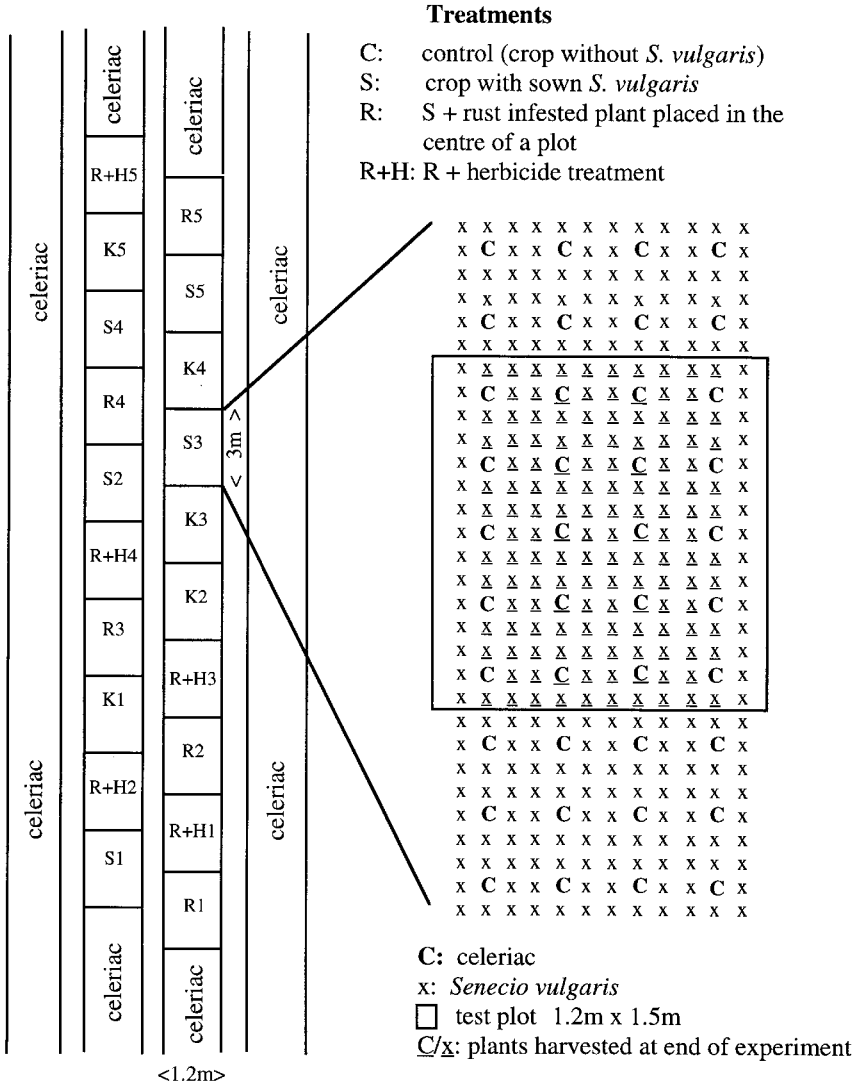 Treatments
C: control (crop without S. vulgaris)
S: crop with sown S. vulgaris
R: S + rust infested plant placed in the
centre of a plot
R+H: R + herbicide treatment
celeriac
celeriac
celeriac
R+H5
K5
S4
R4
S2
R+H4
R3
K1
R+H2
S1
celeriac
celeriac
R5
S5
K4
S3
K3
K2
R+H3
R2
R+H1
R1
celeriac
celeriac
celeriac
< 3m >
<1.2m>
x x x x x x x x x x x x
x C x x C x x C x x C x
x x x x x x x x x x x x
x x x x x x x x x x x x
x C x x C x x C x x C x
x x x x x x x x x x x x
x x x x x x x x x x x x
x C x x C x x C x x C x
x x x x x x x x x x x x
x x x x x x x x x x x x
x C x x C x x C x x C x
x x x x x x x x x x x x
x x x x x x x x x x x x
x C x x C x x C x x C x
x x x x x x x x x x x x
x x x x x x x x x x x x
x C x x C x x C x x C x
x x x x x x x x x x x x
x x x x x x x x x x x x
x C x x C x x C x x C x
x x x x x x x x x x x x
x x x x x x x x x x x x
x C x x C x x C x x C x
x x x x x x x x x x x x
x x x x x x x x x x x x
x C x x C x x C x x C x
x x x x x x x x x x x x
x x x x x x x x x x x x
x C x x C x x C x x C x
x x x x x x x x x x x x
C: celeriac
x: Senecio vulgaris
test plot 1.2m x 1.5m
C/x: plants harvested at end of experiment